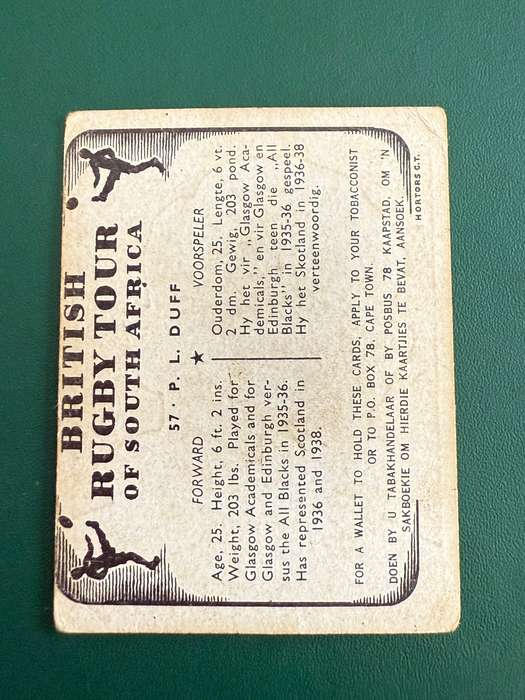 BRITISH
RUGBY TOUR
OF SOUTH AFRICA
57 · P. L. DUFF
FORWARD
Age, 25. Height, 6 ft. 2 ins.
Weight, 203 lbs. Played for
Glasgow Academicals and for
Glasgow and Edinburgh ver-
sus the All Blacks in 1935-36.
Has represented Scotland in
1936 and 1938.
★
VOORSPELER
Ouderdom, 25. Lengte, 6 vt.
2 dm. Gewig, 203 pond.
Hy het vir „Glasgow Aca-
demicals,” en vir Glasgow en
Edinburgh teen die „All
Blacks” in 1935-36 gespeel.
Hy het Skotland in 1936-38
verteenwoordig.
FOR A WALLET TO HOLD THESE CARDS, APPLY TO YOUR TOBACCONIST
OR TO P.O. BOX 78. CAPE TOWN.
DOEN BY U TABAKHANDELAAR OF BY POSBUS 78 KAAPSTAD, OM 'N
SAKBOEKIE OM HIERDIE KAARTJIES TE BEVAT, AANSOEK.
HORTORS C.T.